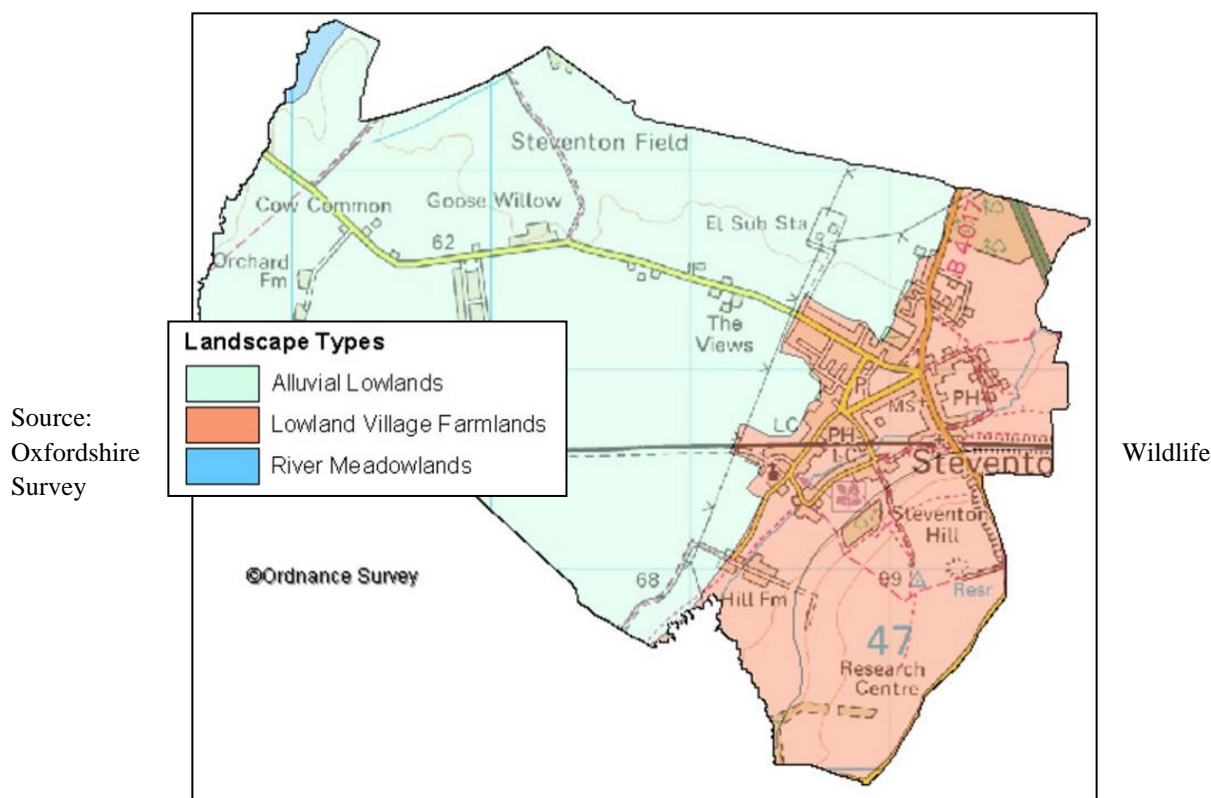 Steventon Field
Cow Common
Goose Willow
62
El Sub Sta
B 4017
Orchard
Fm
The
Views
Landscape Types
Alluvial Lowlands
Lowland Village Farmlands
River Meadowlands
P
MS
PH
LC
PH
LC
Stevento
Source:
Oxfordshire
Survey
Wildlife
Steventon
Hill
©Ordnance Survey
68
Hill Fm
99
Resr
47
Research
Centre